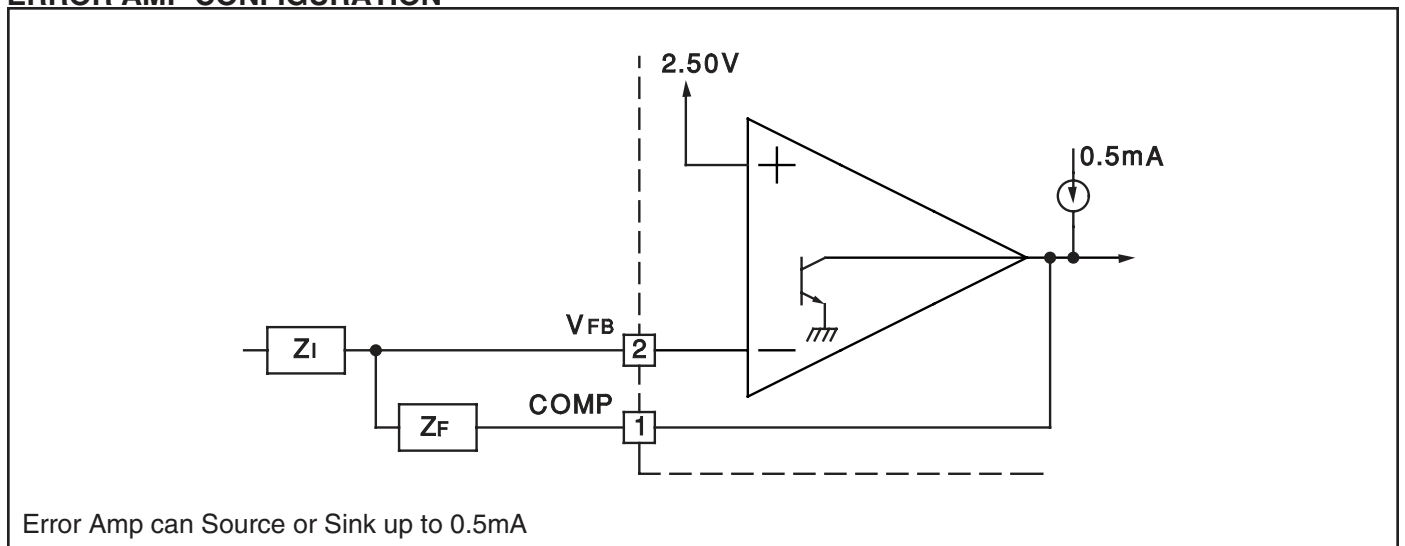 ERROR AMP CONFIGURATION
2.50V
0.5mA
+
VFB
ZI
2
−
COMP
ZF
1
Error Amp can Source or Sink up to 0.5mA